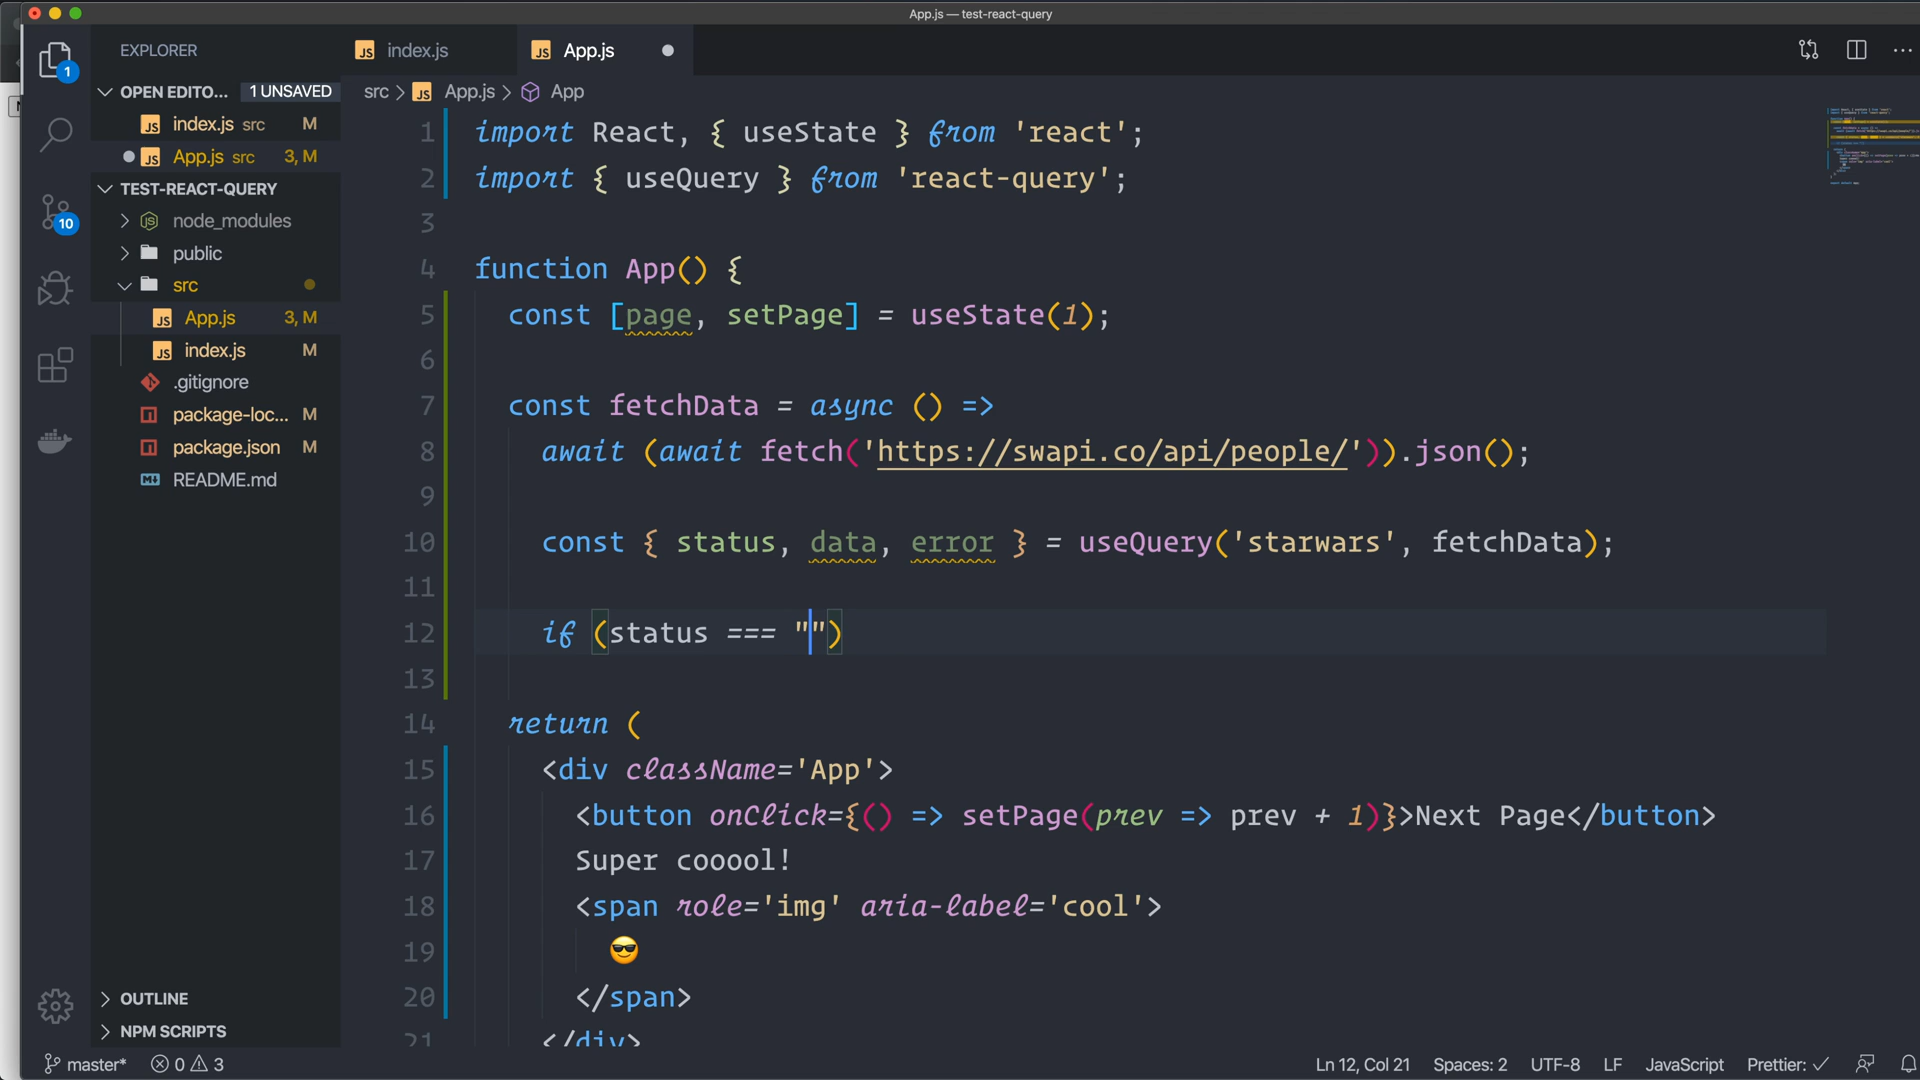 App.js — test-react-query
EXPLORER
index.js
App.js
OPEN EDITO... 1 UNSAVED
index.js src M
App.js src 3, M
TEST-REACT-QUERY
node_modules
public
src
App.js 3, M
index.js M
.gitignore
package-loc... M
package.json M
README.md
OUTLINE
NPM SCRIPTS
1
10
src > App.js > App
1 import React, { useState } from 'react';
2 import { useQuery } from 'react-query';
3
4 function App() {
5 const [page, setPage] = useState(1);
6
7 const fetchData = async () =>
8 await (await fetch('https://swapi.co/api/people/')).json();
9
10 const { status, data, error } = useQuery('starwars', fetchData);
11
12 if (status === "")
13
14 return (
15 <div className='App'>
16 <button onClick={() => setPage(prev => prev + 1)}>Next Page</button>
17 Super cooool!
18 <span role='img' aria-label='cool'>
19 😎
20 </span>
21 </div>
master* 0 3
Ln 12, Col 21 Spaces: 2 UTF-8 LF JavaScript Prettier: ✓